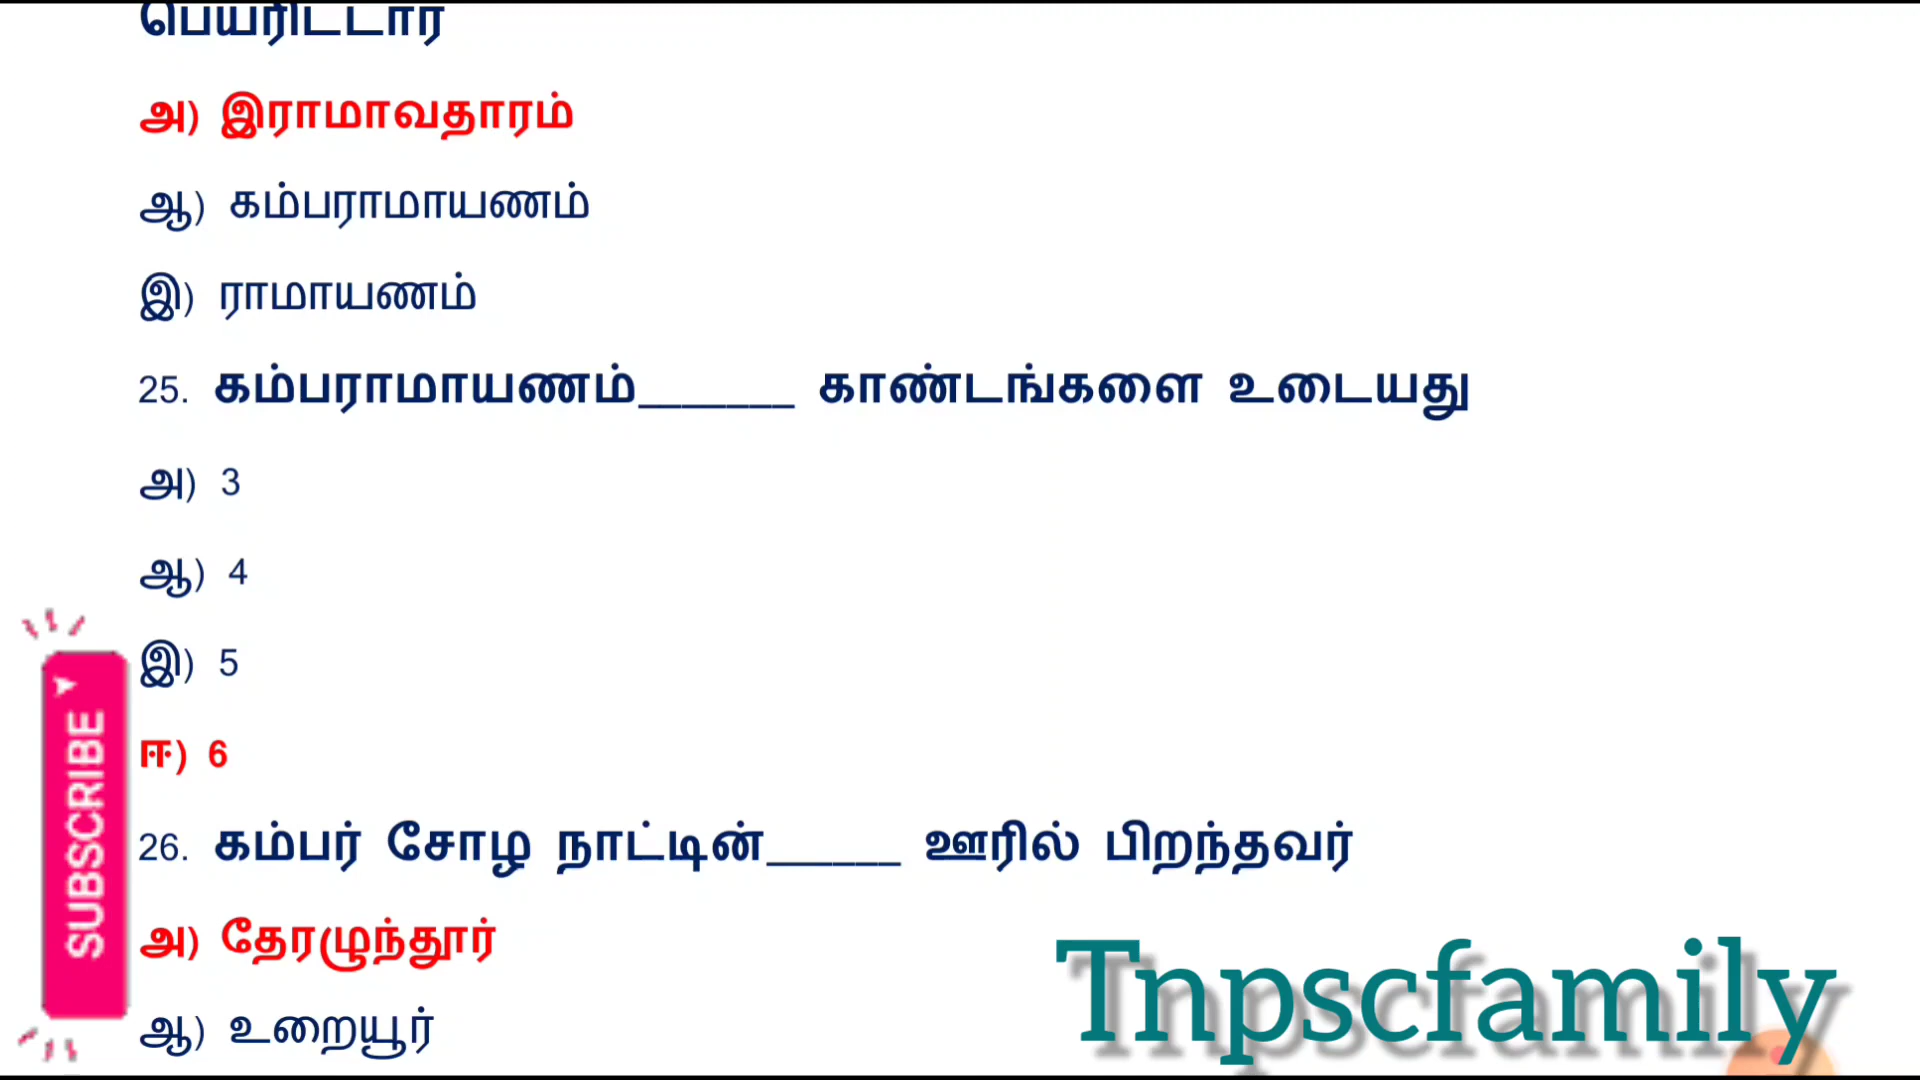 பெயரிட்டார்
அ) இராமாவதாரம்
ஆ) கம்பராமாயணம்
இ) ராமாயணம்
25. கம்பராமாயணம்_______ காண்டங்களை உடையது
அ) 3
ஆ) 4
இ) 5
ஈ) 6
26. கம்பர் சோழ நாட்டின்______ ஊரில் பிறந்தவர்
அ) தேரழுந்தூர்
ஆ) உறையூர்
SUBSCRIBE
Tnpscfamily